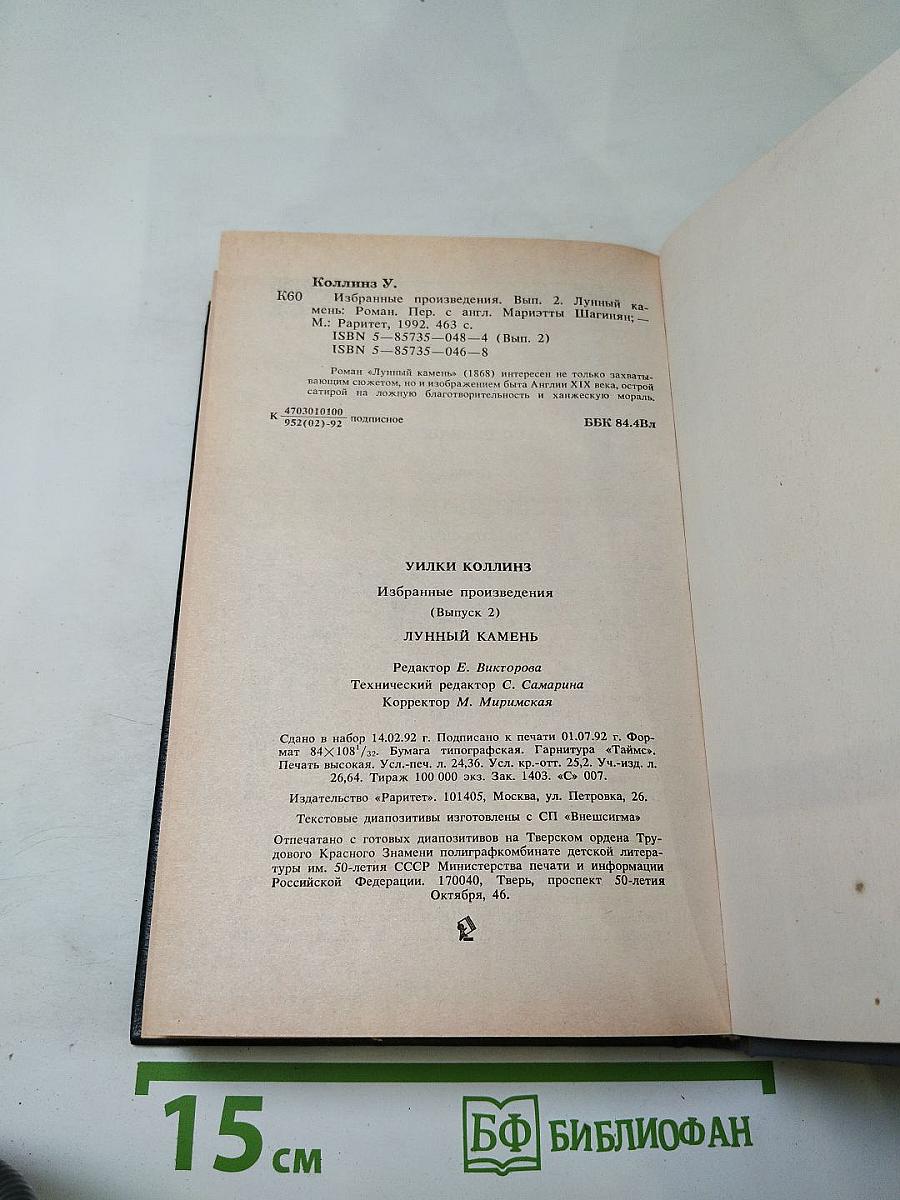 Коллинз У.
К60 Избранные произведения. Вып. 2. Лунный ка-
мень: Роман. Пер. с англ. Мариэтты Шагинян; —
М.: Раритет, 1992. 463 с.
ISBN 5—85735—048—4 (Вып. 2)
ISBN 5—85735—046—8
Роман «Лунный камень» (1868) интересен не только захваты-
вающим сюжетом, но и изображением быта Англии XIX века, острой
сатирой на ложную благотворительность и ханжескую мораль.
К 4703010100 подписное
952(02)-92
ББК 84.4Вл
УИЛКИ КОЛЛИНЗ
Избранные произведения
(Выпуск 2)
ЛУННЫЙ КАМЕНЬ
Редактор Е. Викторова
Технический редактор С. Самарина
Корректор М. Миримская
Сдано в набор 14.02.92 г. Подписано к печати 01.07.92 г. Фор-
мат 84×108 1/32. Бумага типографская. Гарнитура «Таймс».
Печать высокая. Усл.-печ. л. 24,36. Усл. кр.-отт. 25,2. Уч.-изд. л.
26,64. Тираж 100 000 экз. Зак. 1403. «С» 007.
Издательство «Раритет». 101405, Москва, ул. Петровка, 26.
Текстовые диапозитивы изготовлены с СП «Внешсигма»
Отпечатано с готовых диапозитивов на Тверском ордена Тру-
дового Красного Знамени полиграфкомбинате детской литера-
туры им. 50-летия СССР Министерства печати и информации
Российской Федерации. 170040, Тверь, проспект 50-летия
Октября, 46.
15 см
БФ БИБЛИОФАН